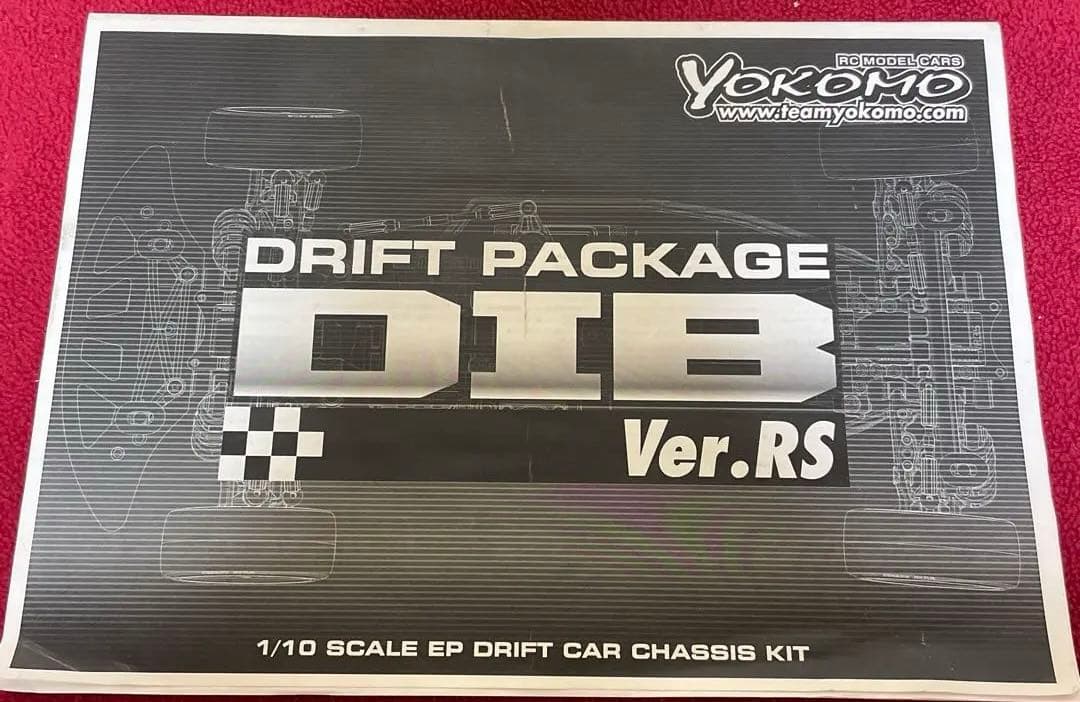 RC MODEL CARS
YOKOMO
www.teamyokomo.com
DRIFT PACKAGE
DIB
Ver.RS
1/10 SCALE EP DRIFT CAR CHASSIS KIT